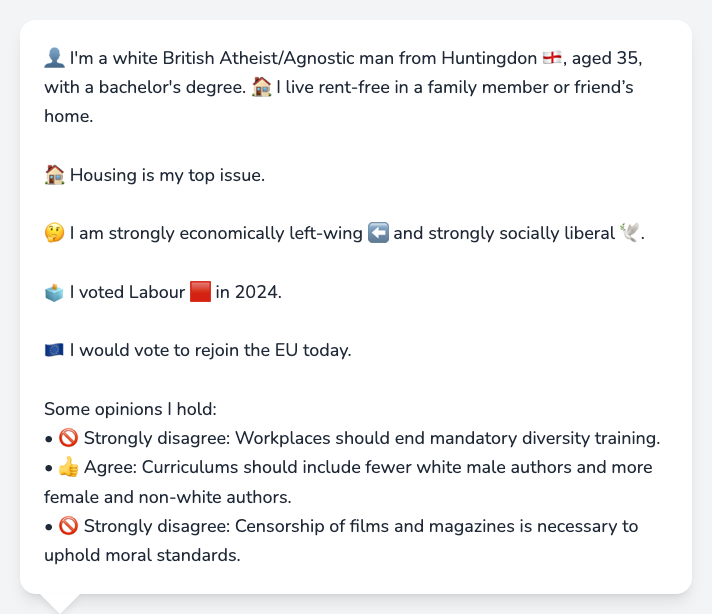 👤 I'm a white British Atheist/Agnostic man from Huntingdon 🏴󠁧󠁢󠁥󠁮󠁧󠁿, aged 35,
with a bachelor's degree. 🏠 I live rent-free in a family member or friend’s
home.
🏠 Housing is my top issue.
🤔 I am strongly economically left-wing ⬅️ and strongly socially liberal 🕊️.
🗳️ I voted Labour 🟥 in 2024.
🇪🇺 I would vote to rejoin the EU today.
Some opinions I hold:
• 🚫 Strongly disagree: Workplaces should end mandatory diversity training.
• 👍 Agree: Curriculums should include fewer white male authors and more
female and non-white authors.
• 🚫 Strongly disagree: Censorship of films and magazines is necessary to
uphold moral standards.